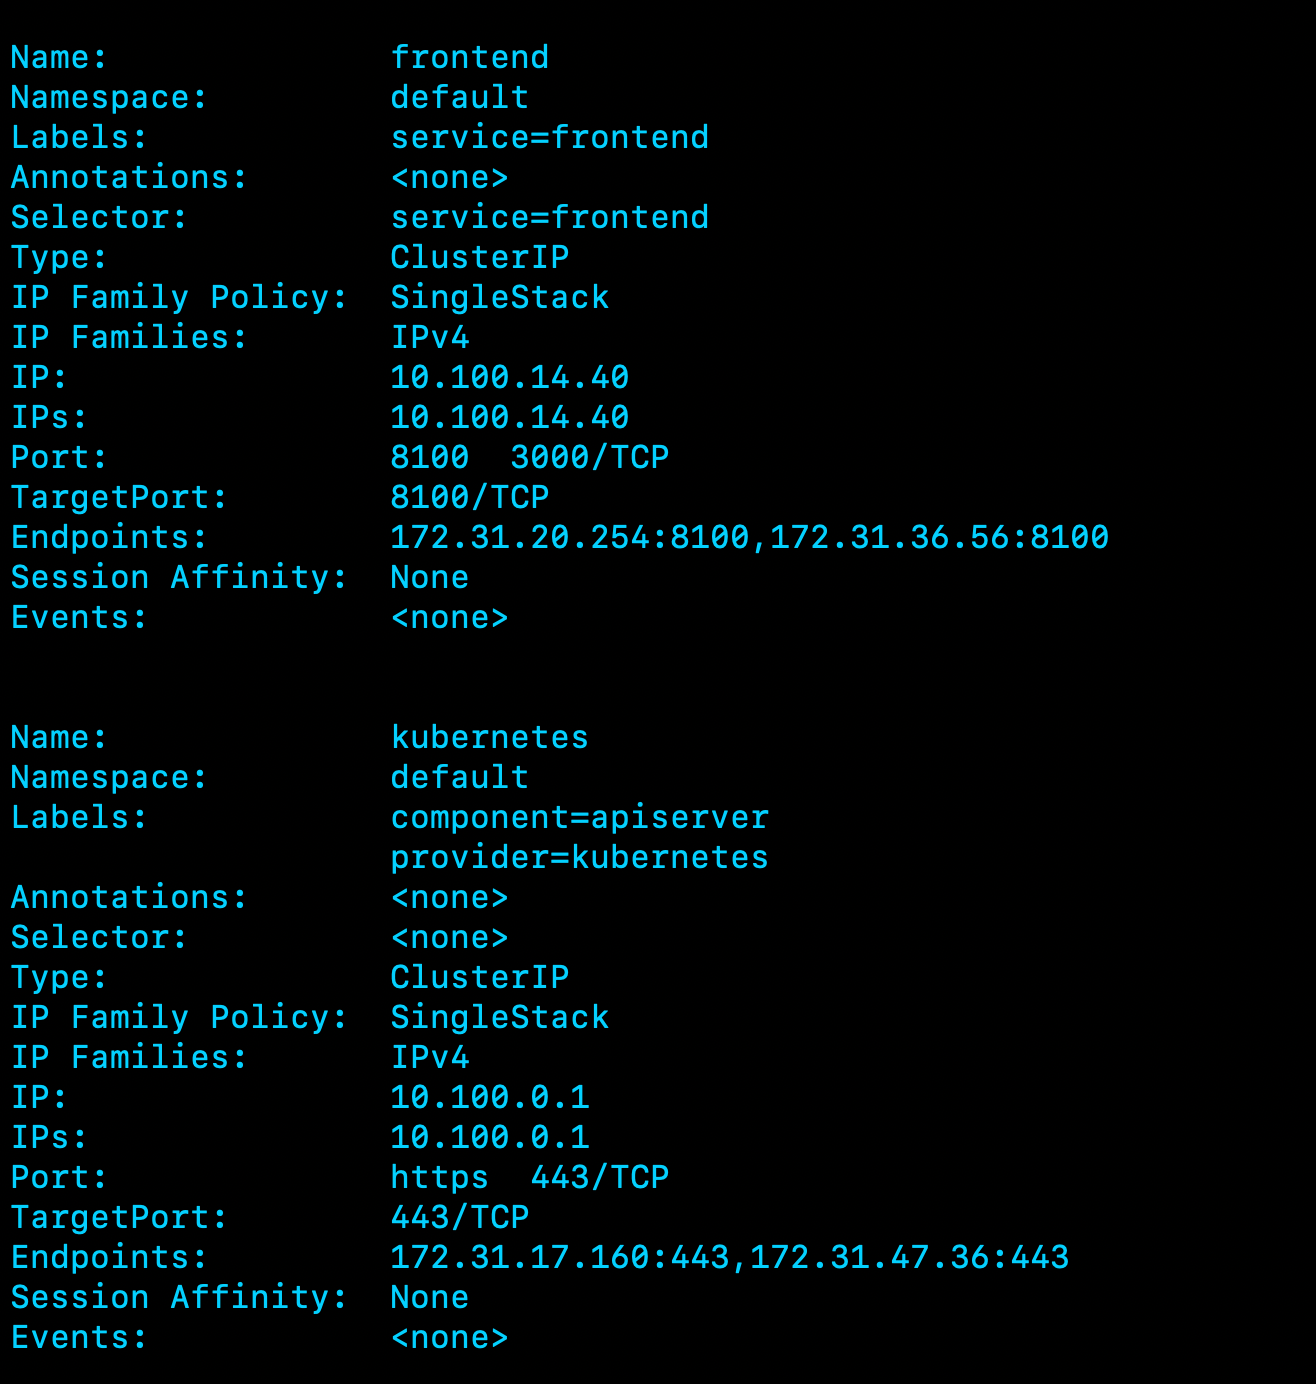 Name:              frontend
Namespace:         default
Labels:            service=frontend
Annotations:       <none>
Selector:          service=frontend
Type:              ClusterIP
IP Family Policy:  SingleStack
IP Families:       IPv4
IP:                10.100.14.40
IPs:               10.100.14.40
Port:              8100  3000/TCP
TargetPort:        8100/TCP
Endpoints:         172.31.20.254:8100,172.31.36.56:8100
Session Affinity:  None
Events:            <none>
Name:              kubernetes
Namespace:         default
Labels:            component=apiserver
                   provider=kubernetes
Annotations:       <none>
Selector:          <none>
Type:              ClusterIP
IP Family Policy:  SingleStack
IP Families:       IPv4
IP:                10.100.0.1
IPs:               10.100.0.1
Port:              https  443/TCP
TargetPort:        443/TCP
Endpoints:         172.31.17.160:443,172.31.47.36:443
Session Affinity:  None
Events:            <none>